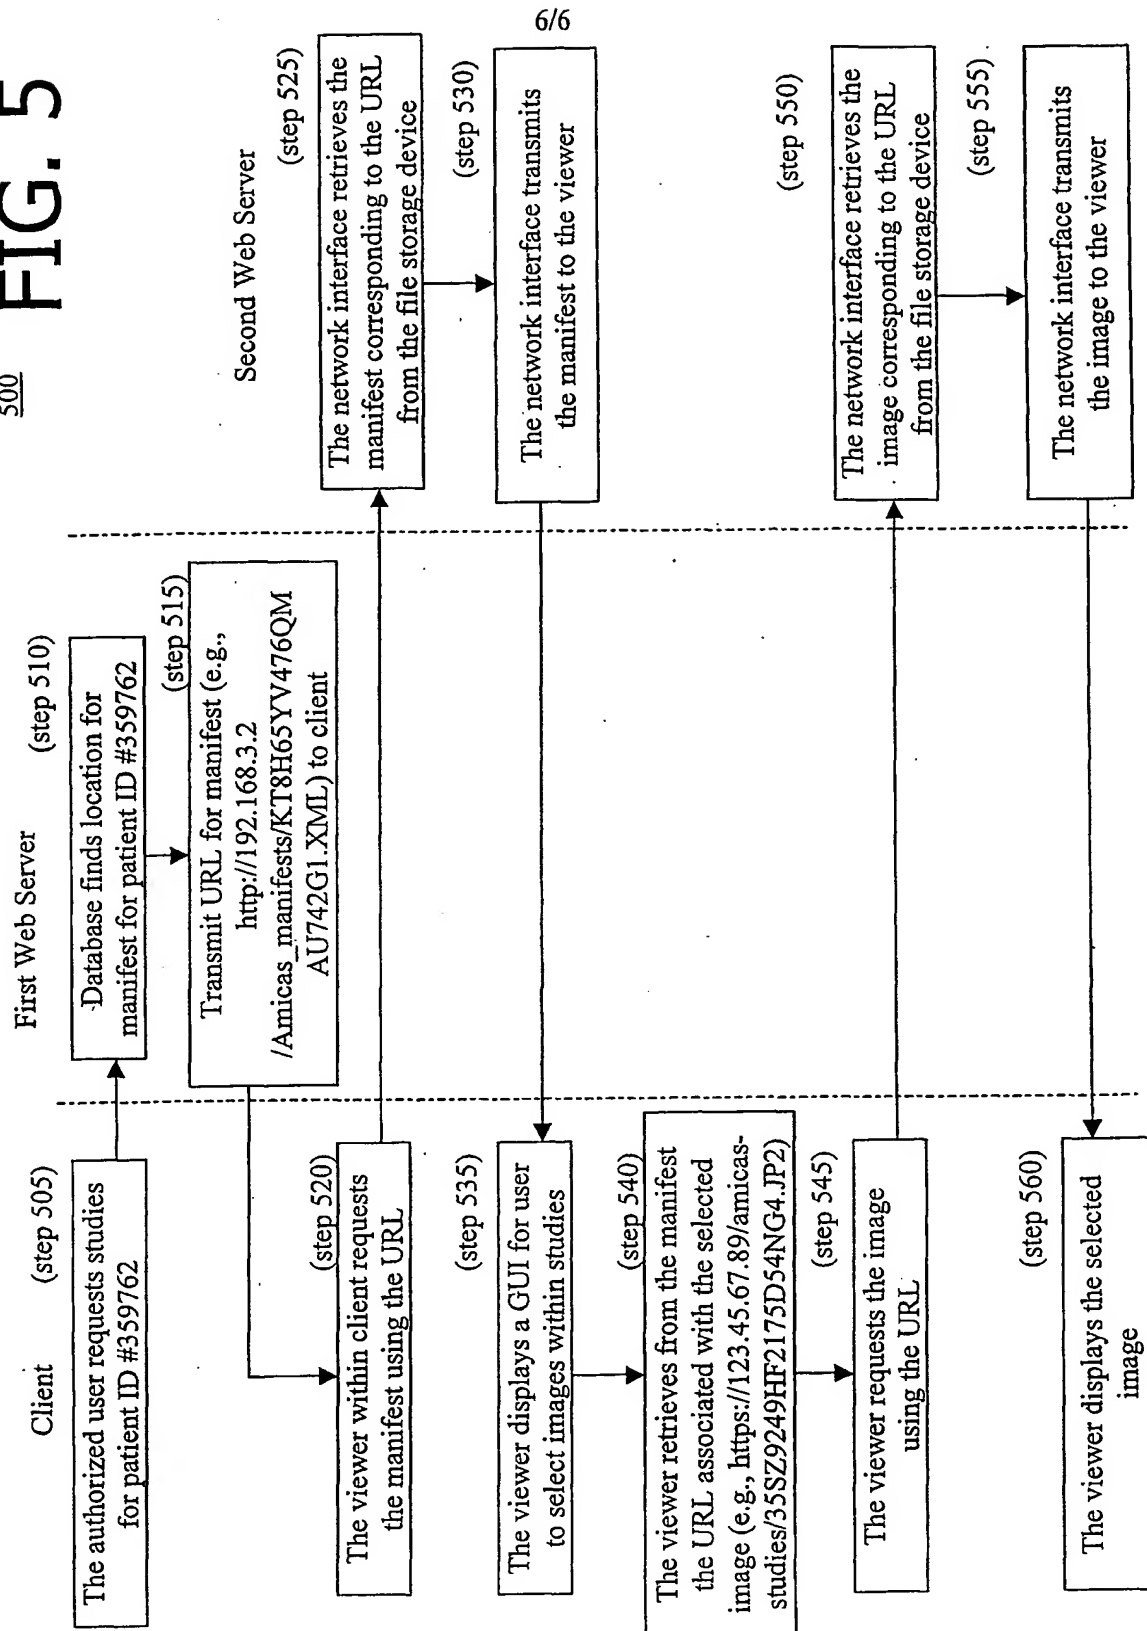 6/6
500
FIG. 5
Client
First Web Server
Second Web Server
(step 505)
The authorized user requests studies
for patient ID #359762
(step 510)
Database finds location for
manifest for patient ID #359762
(step 515)
Transmit URL for manifest (e.g.,
http://192.168.3.2
/Amicas_manifests/KT8H65YV476QM
AU742G1.XML) to client
(step 520)
The viewer within client requests
the manifest using the URL
(step 525)
The network interface retrieves the
manifest corresponding to the URL
from the file storage device
(step 530)
The network interface transmits
the manifest to the viewer
(step 535)
The viewer displays a GUI for user
to select images within studies
(step 540)
The viewer retrieves from the manifest
the URL associated with the selected
image (e.g., https://123.45.67.89/amicas-
studies/35SZ9249HF2175D54NG4.JP2)
(step 545)
The viewer requests the image
using the URL
(step 550)
The network interface retrieves the
image corresponding to the URL
from the file storage device
(step 555)
The network interface transmits
the image to the viewer
(step 560)
The viewer displays the selected
image